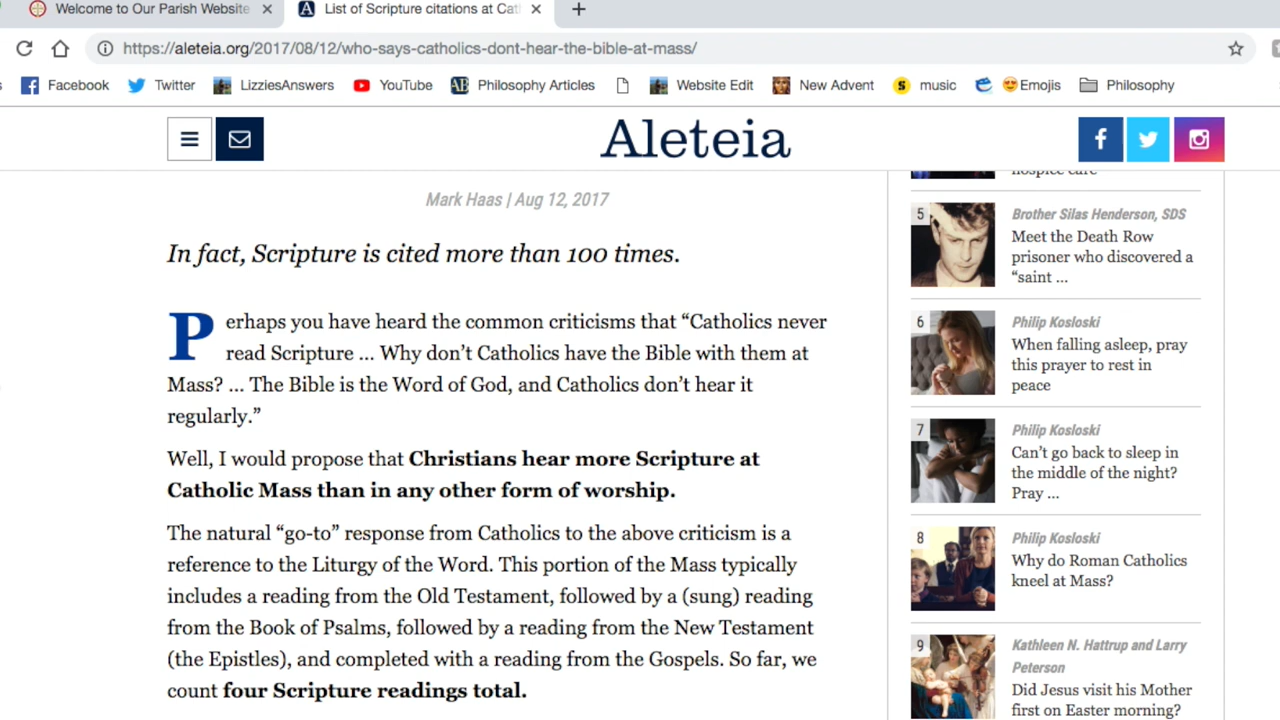 Welcome to Our Parish Website
List of Scripture citations at Cat
https://aleteia.org/2017/08/12/who-says-catholics-dont-hear-the-bible-at-mass/
Facebook Twitter LizziesAnswers YouTube Philosophy Articles Website Edit New Advent music Emojis Philosophy
Aleteia
Mark Haas | Aug 12, 2017
In fact, Scripture is cited more than 100 times.
Perhaps you have heard the common criticisms that “Catholics never
read Scripture ... Why don’t Catholics have the Bible with them at
Mass? ... The Bible is the Word of God, and Catholics don’t hear it
regularly.”
Well, I would propose that Christians hear more Scripture at
Catholic Mass than in any other form of worship.
The natural “go-to” response from Catholics to the above criticism is a
reference to the Liturgy of the Word. This portion of the Mass typically
includes a reading from the Old Testament, followed by a (sung) reading
from the Book of Psalms, followed by a reading from the New Testament
(the Epistles), and completed with a reading from the Gospels. So far, we
count four Scripture readings total.
hospice care
5
Brother Silas Henderson, SDS
Meet the Death Row
prisoner who discovered a
“saint ...
6
Philip Kosloski
When falling asleep, pray
this prayer to rest in
peace
7
Philip Kosloski
Can’t go back to sleep in
the middle of the night?
Pray ...
8
Philip Kosloski
Why do Roman Catholics
kneel at Mass?
9
Kathleen N. Hattrup and Larry
Peterson
Did Jesus visit his Mother
first on Easter morning?